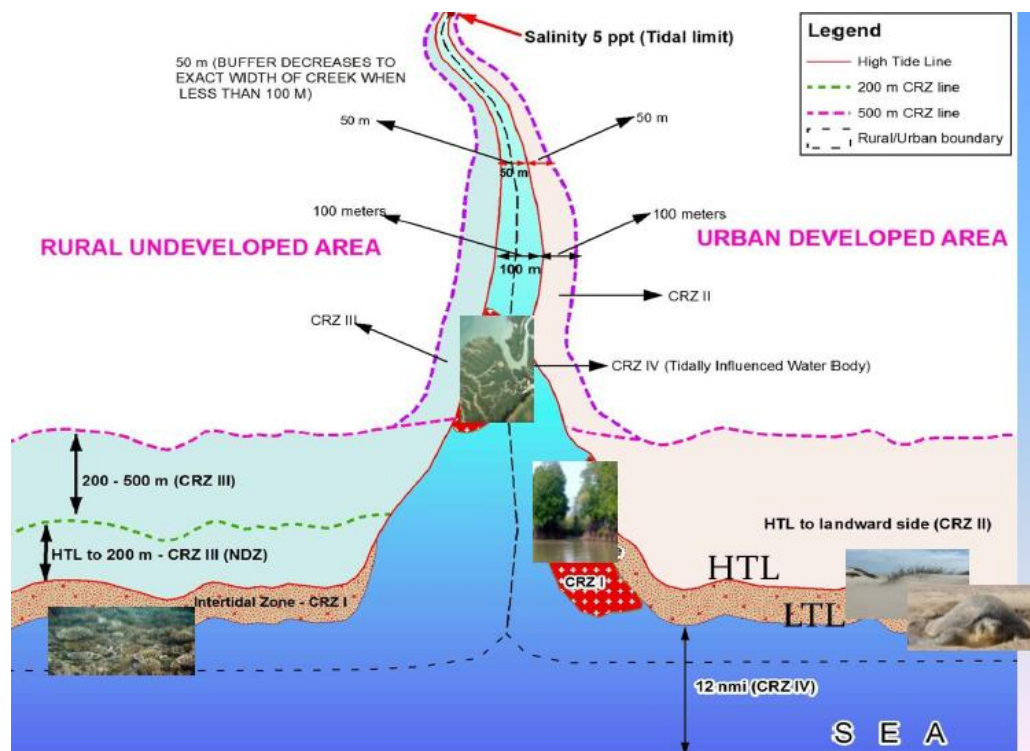 Salinity 5 ppt (Tidal limit)
50 m (BUFFER DECREASES TO
EXACT WIDTH OF CREEK WHEN
LESS THAN 100 M)
Legend
High Tide Line
200 m CRZ line
500 m CRZ line
Rural/Urban boundary
50 m
50 m
50 m
100 meters
100 meters
100 m
RURAL UNDEVELOPED AREA
URBAN DEVELOPED AREA
CRZ II
CRZ III
CRZ IV (Tidally Influenced Water Body)
200 - 500 m (CRZ III)
HTL to landward side (CRZ II)
HTL to 200 m - CRZ III (NDZ)
HTL
CRZ I
Intertidal Zone - CRZ I
LTL
12 nmi (CRZ IV)
S E A